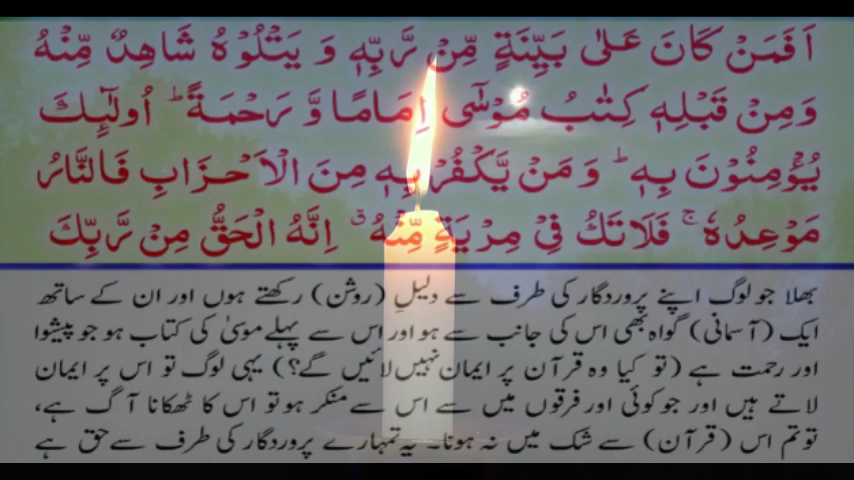 اَفَمَنۡ كَانَ عَلٰى بَيِّنَةٍ مِّنۡ رَّبِّهٖ وَ يَتۡلُوۡهُ شَاهِدٌ مِّنۡهُ
وَمِنۡ قَبۡلِهٖ كِتٰبُ مُوۡسٰٓى اِمَامًا وَّ رَحۡمَةً ؕ اُولٰٓٮِٕكَ
يُؤۡمِنُوۡنَ بِهٖ ؕ وَمَنۡ يَّكۡفُرۡ بِهٖ مِنَ الۡاَحۡزَابِ فَالنَّارُ
مَوۡعِدُهٗ ۚ فَلَا تَكُ فِىۡ مِرۡيَةٍ مِّنۡهُ ۗ اِنَّهُ الۡحَقُّ مِنۡ رَّبِّكَ
بھلا جو لوگ اپنے پروردگار کی طرف سے دلیلِ (روشن) رکھتے ہوں اور ان کے ساتھ
ایک (آسمانی) گواہ بھی اس کی جانب سے ہو اور اس سے پہلے موسیٰ کی کتاب ہو جو پیشوا
اور رحمت ہے (تو کیا وہ قرآن پر ایمان نہیں لائیں گے؟) یہی لوگ تو اس پر ایمان
لاتے ہیں اور جو کوئی اور فرقوں میں سے اس سے منکر ہو تو اس کا ٹھکانا آگ ہے،
تو تم اس (قرآن) سے شک میں نہ ہونا۔ یہ تمہارے پروردگار کی طرف سے حق ہے